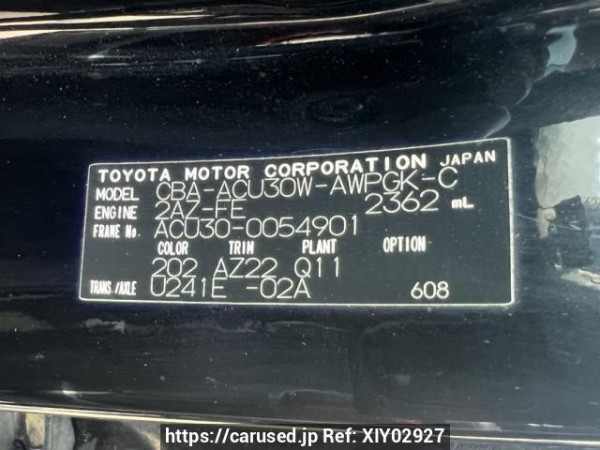 TOYOTA MOTOR CORPORATION JAPAN
MODEL CBA-ACU30W-AWPGK-C
ENGINE 2AZ-FE 2362 mL
FRAME No. ACU30-0054901
COLOR TRIM PLANT OPTION
202 AZ22 Q11
TRANS./AXLE U241E -02A 608
https://carused.jp Ref: XIY02927